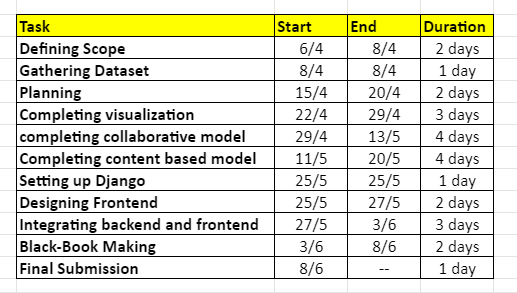 Task Start End Duration
Defining Scope 6/4 8/4 2 days
Gathering Dataset 8/4 8/4 1 day
Planning 15/4 20/4 2 days
Completing visualization 22/4 29/4 3 days
completing collaborative model 29/4 13/5 4 days
Completing content based model 11/5 20/5 4 days
Setting up Django 25/5 25/5 1 day
Designing Frontend 25/5 27/5 2 days
Integrating backend and frontend 27/5 3/6 3 days
Black-Book Making 3/6 8/6 2 days
Final Submission 8/6 -- 1 day